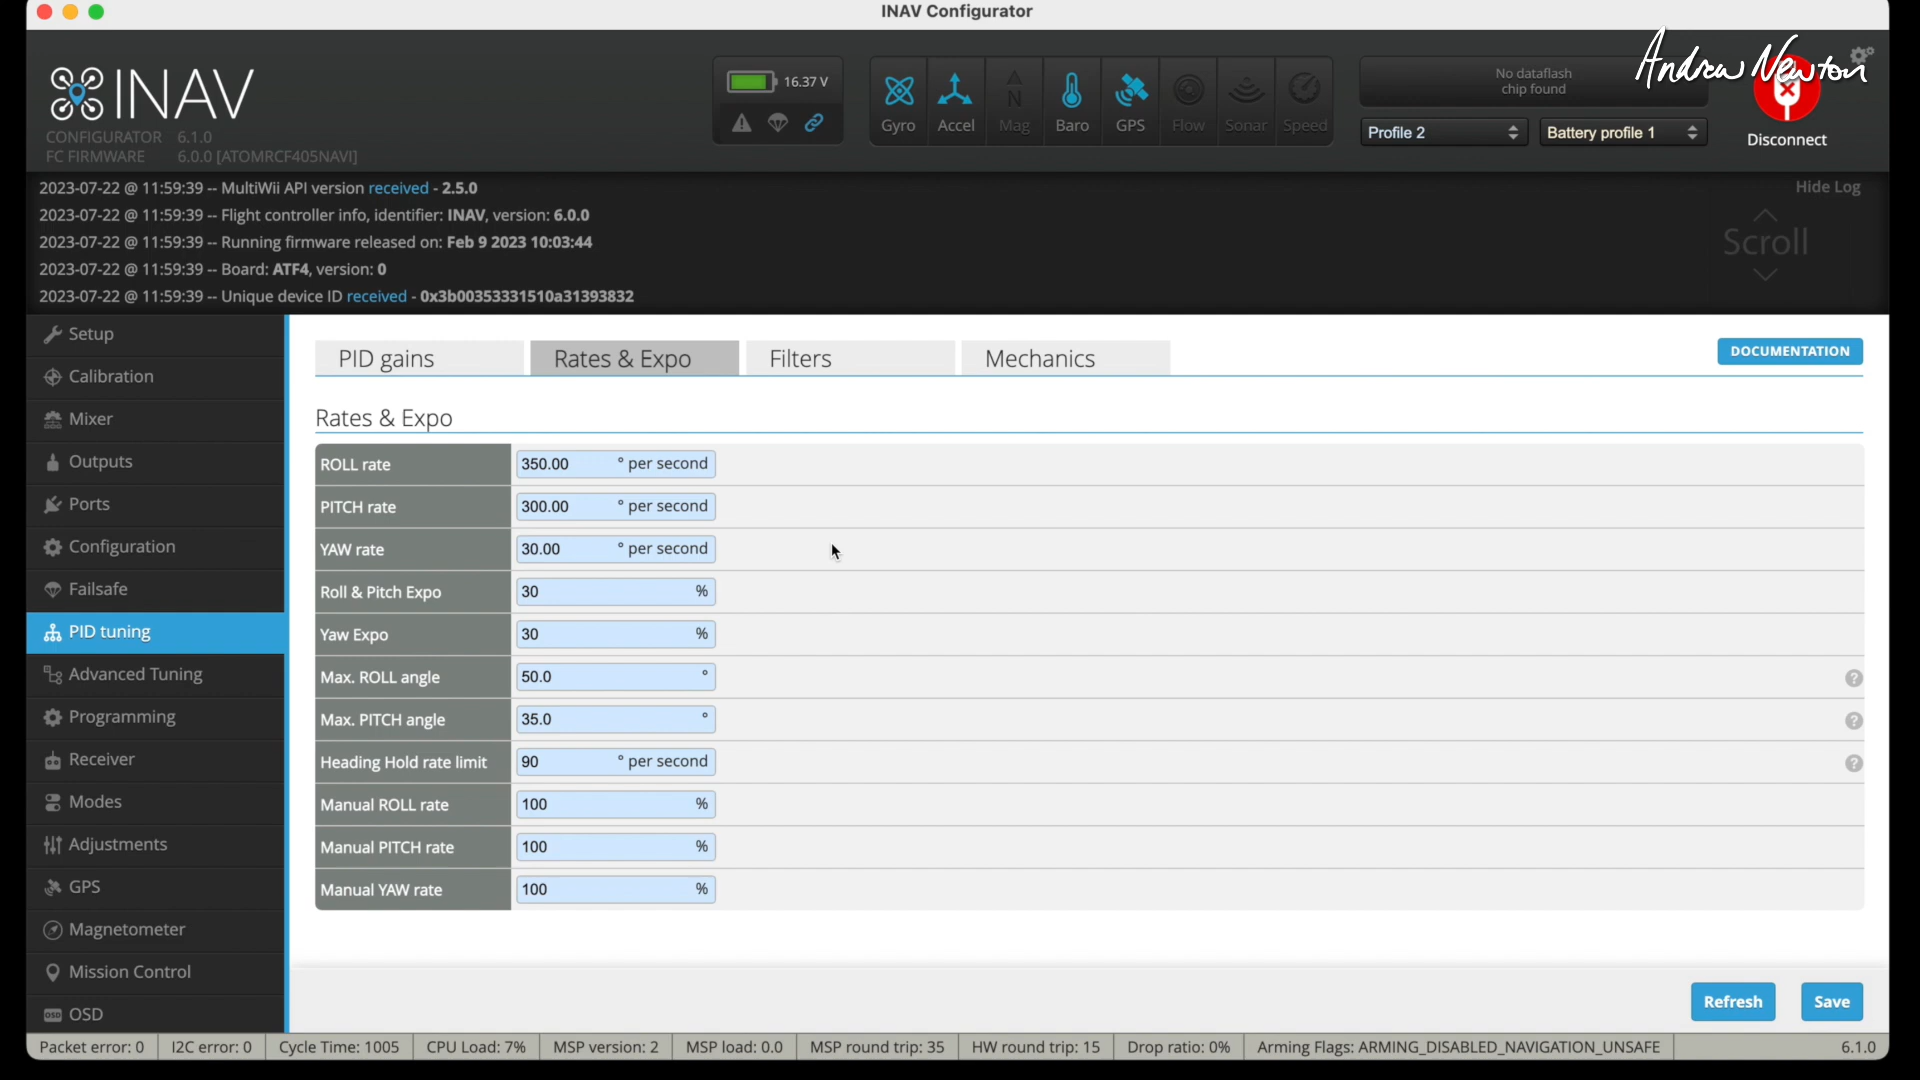 INAV Configurator
Andrew Newton
INAV
CONFIGURATOR 6.1.0
FC FIRMWARE 6.0.0 [ATOMRCF405NAVI]
16.37 V
Gyro Accel Mag Baro GPS Flow Sonar Speed
No dataflash
chip found
Profile 2
Battery profile 1
Disconnect
2023-07-22 @ 11:59:39 -- MultiWii API version received - 2.5.0
2023-07-22 @ 11:59:39 -- Flight controller info, identifier: INAV, version: 6.0.0
2023-07-22 @ 11:59:39 -- Running firmware released on: Feb 9 2023 10:03:44
2023-07-22 @ 11:59:39 -- Board: ATF4, version: 0
2023-07-22 @ 11:59:39 -- Unique device ID received - 0x3b00353331510a31393832
Hide Log
Scroll
Setup
Calibration
Mixer
Outputs
Ports
Configuration
Failsafe
PID tuning
Advanced Tuning
Programming
Receiver
Modes
Adjustments
GPS
Magnetometer
Mission Control
OSD
PID gains
Rates & Expo
Filters
Mechanics
DOCUMENTATION
Rates & Expo
ROLL rate 350.00 ° per second
PITCH rate 300.00 ° per second
YAW rate 30.00 ° per second
Roll & Pitch Expo 30 %
Yaw Expo 30 %
Max. ROLL angle 50.0 ° ?
Max. PITCH angle 35.0 ° ?
Heading Hold rate limit 90 ° per second ?
Manual ROLL rate 100 %
Manual PITCH rate 100 %
Manual YAW rate 100 %
Refresh
Save
Packet error: 0 I2C error: 0 Cycle Time: 1005 CPU Load: 7% MSP version: 2 MSP load: 0.0 MSP round trip: 35 HW round trip: 15 Drop ratio: 0% Arming Flags: ARMING_DISABLED_NAVIGATION_UNSAFE 6.1.0